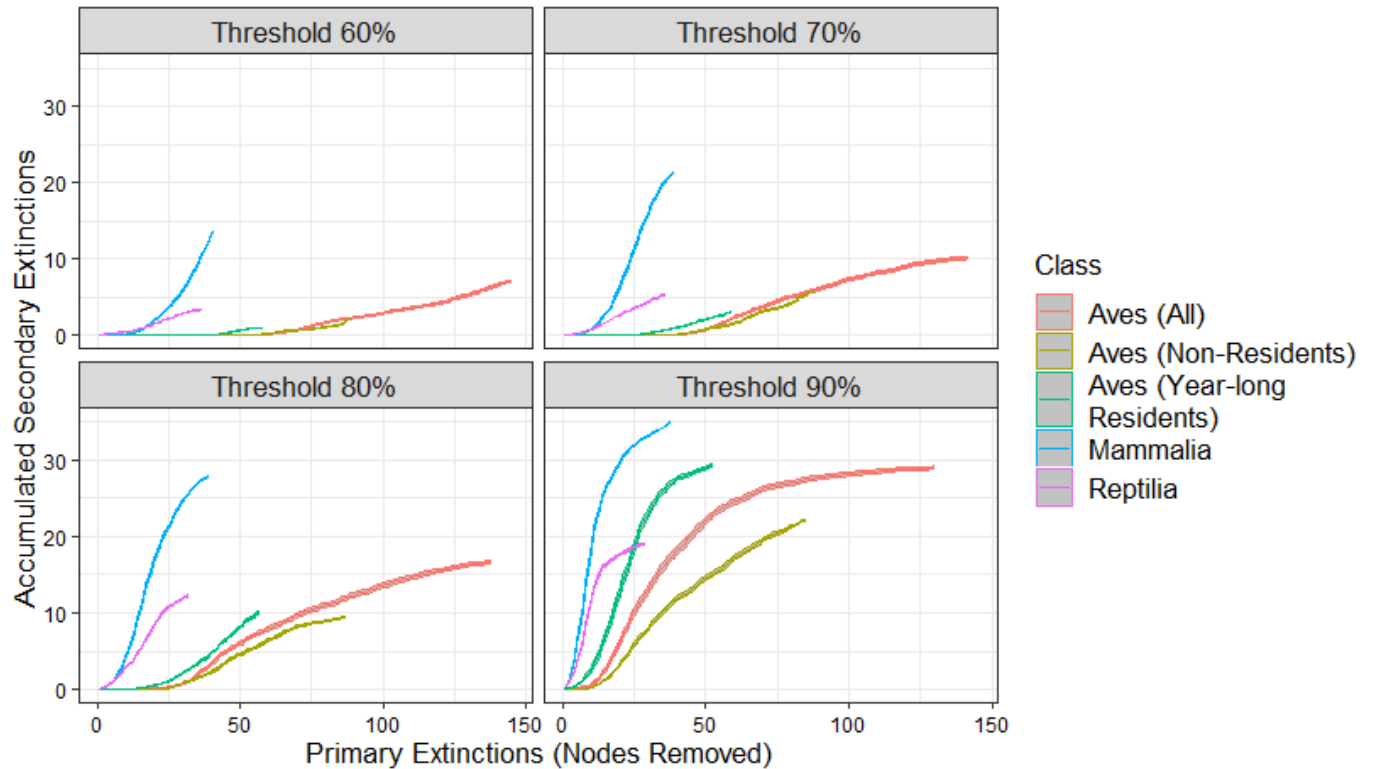 Threshold 60%
Threshold 70%
30
20
10
0
Threshold 80%
Threshold 90%
30
20
10
0
0
50
100
150
0
50
100
150
Accumulated Secondary Extinctions
Primary Extinctions (Nodes Removed)
Class
Aves (All)
Aves (Non-Residents)
Aves (Year-long
Residents)
Mammalia
Reptilia